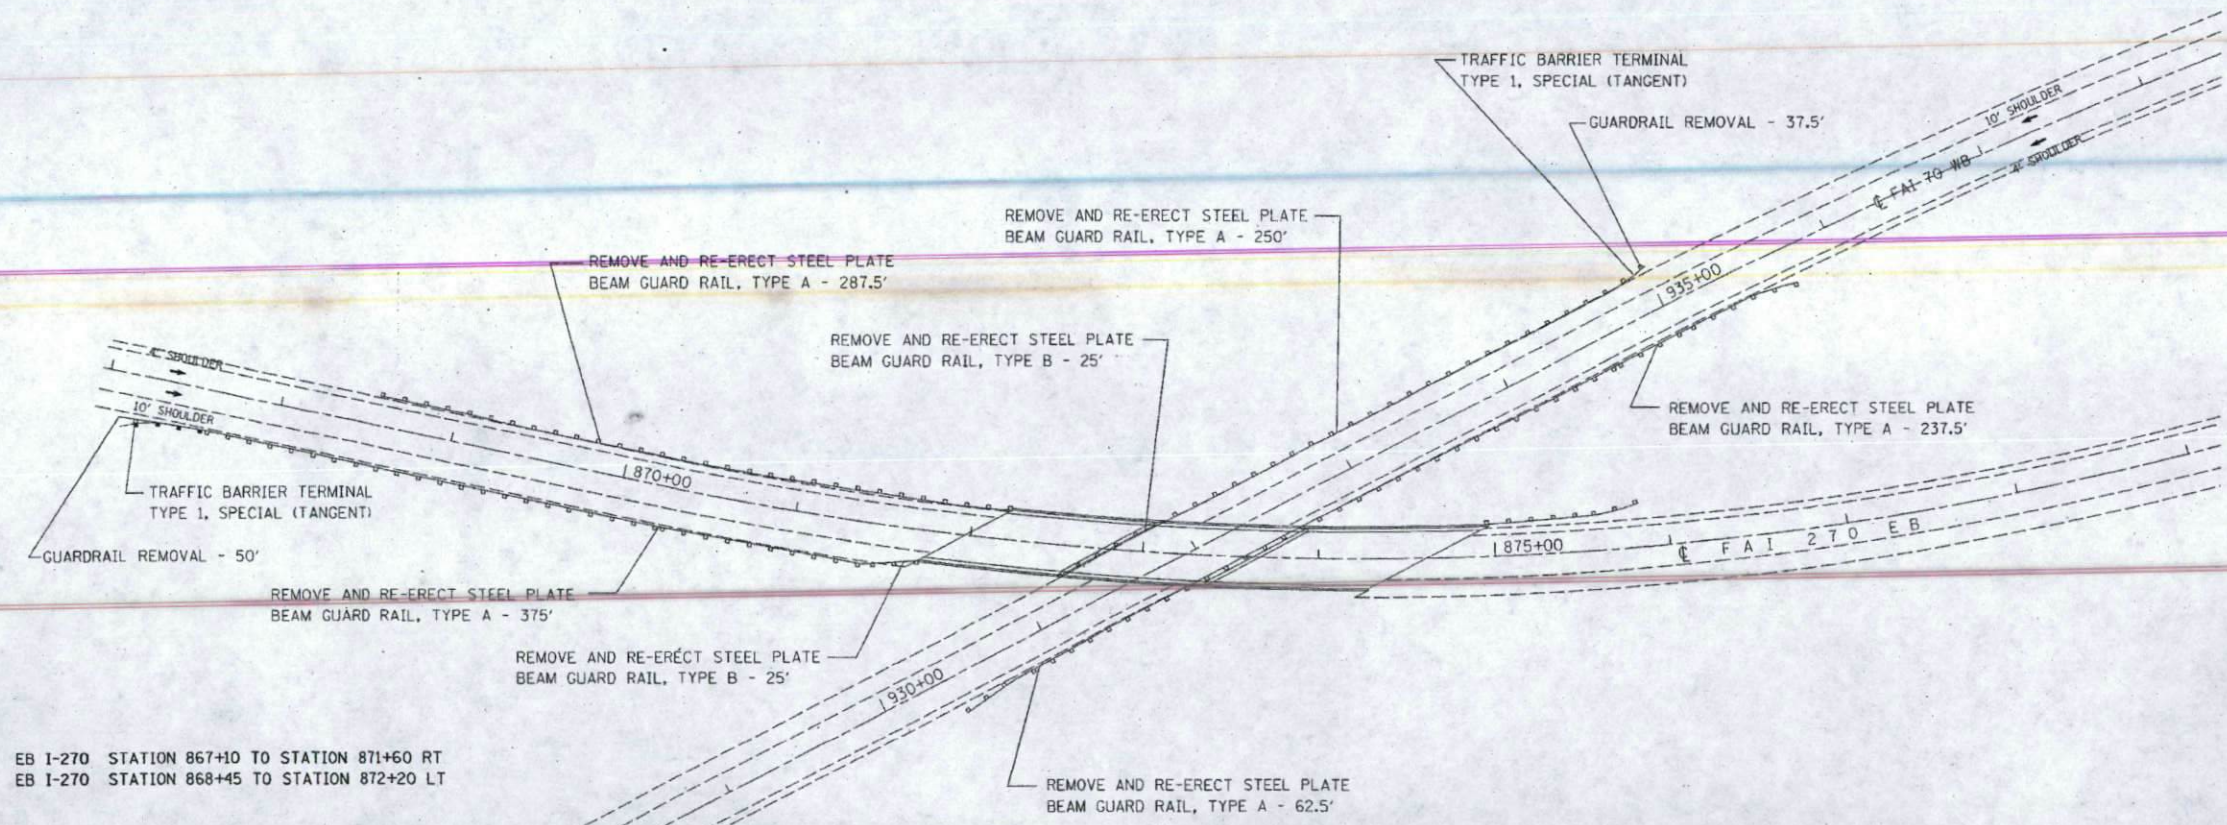 TRAFFIC BARRIER TERMINAL
TYPE 1, SPECIAL (TANGENT)
GUARDRAIL REMOVAL - 37.5'
10' SHOULDER
4' SHOULDER
℄ FAI 70 WB
REMOVE AND RE-ERECT STEEL PLATE
BEAM GUARD RAIL, TYPE A - 250'
REMOVE AND RE-ERECT STEEL PLATE
BEAM GUARD RAIL, TYPE A - 287.5'
935+00
REMOVE AND RE-ERECT STEEL PLATE
BEAM GUARD RAIL, TYPE B - 25'
4' SHOULDER
10' SHOULDER
REMOVE AND RE-ERECT STEEL PLATE
BEAM GUARD RAIL, TYPE A - 237.5'
870+00
TRAFFIC BARRIER TERMINAL
TYPE 1, SPECIAL (TANGENT)
875+00
℄ FAI 270 EB
GUARDRAIL REMOVAL - 50'
REMOVE AND RE-ERECT STEEL PLATE
BEAM GUARD RAIL, TYPE A - 375'
REMOVE AND RE-ERECT STEEL PLATE
BEAM GUARD RAIL, TYPE B - 25'
930+00
EB I-270 STATION 867+10 TO STATION 871+60 RT
EB I-270 STATION 868+45 TO STATION 872+20 LT
REMOVE AND RE-ERECT STEEL PLATE
BEAM GUARD RAIL, TYPE A - 62.5'